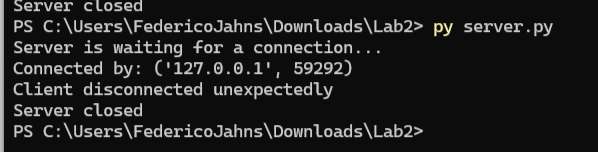 Server closed
PS C:\Users\FedericoJahns\Downloads\Lab2> py server.py
Server is waiting for a connection...
Connected by: ('127.0.0.1', 59292)
Client disconnected unexpectedly
Server closed
PS C:\Users\FedericoJahns\Downloads\Lab2>